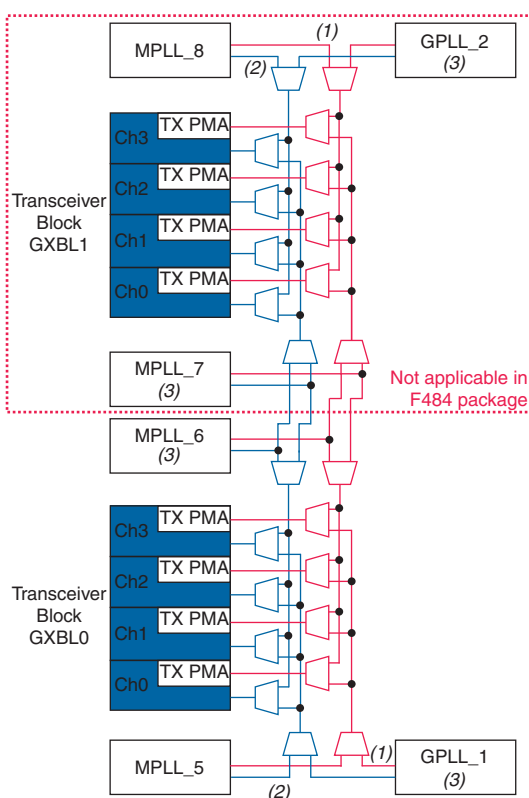 (1)
MPLL_8
(2)
GPLL_2
(3)
TX PMA
Ch3
TX PMA
Ch2
Transceiver
Block
GXBL1
TX PMA
Ch1
TX PMA
Ch0
MPLL_7
(3)
Not applicable in
F484 package
MPLL_6
(3)
TX PMA
Ch3
TX PMA
Ch2
Transceiver
Block
GXBL0
TX PMA
Ch1
TX PMA
Ch0
MPLL_5
(2)
(1)
GPLL_1
(3)